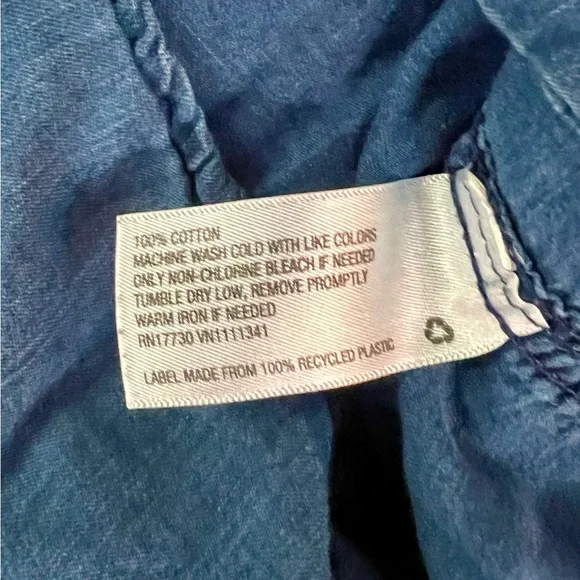 100% COTTON
MACHINE WASH COLD WITH LIKE COLORS
ONLY NON-CHLORINE BLEACH IF NEEDED
TUMBLE DRY LOW, REMOVE PROMPTLY
WARM IRON IF NEEDED
RN17730 VN1111341
LABEL MADE FROM 100% RECYCLED PLASTIC